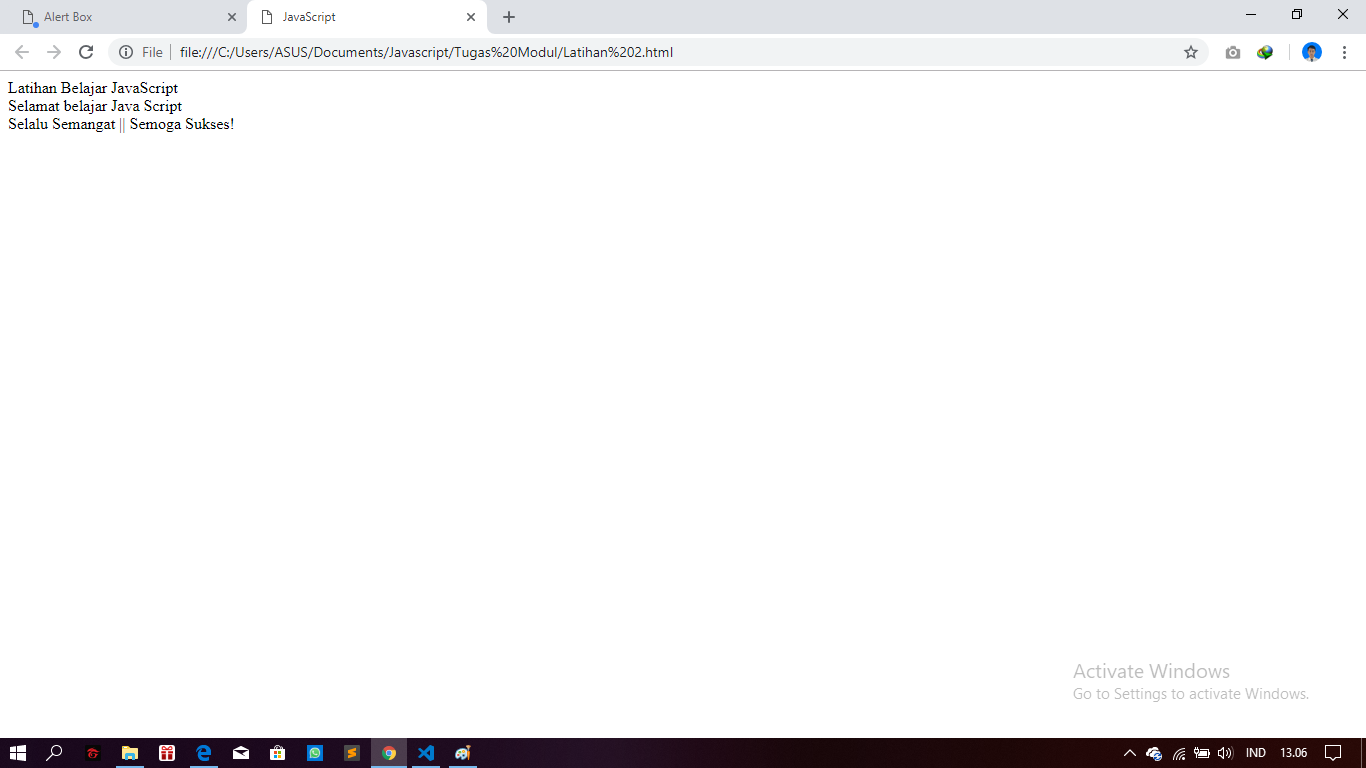 Alert Box
JavaScript
File
file:///C:/Users/ASUS/Documents/Javascript/Tugas%20Modul/Latihan%202.html
Latihan Belajar JavaScript
Selamat belajar Java Script
Selalu Semangat || Semoga Sukses!
Activate Windows
Go to Settings to activate Windows.
IND
13.06